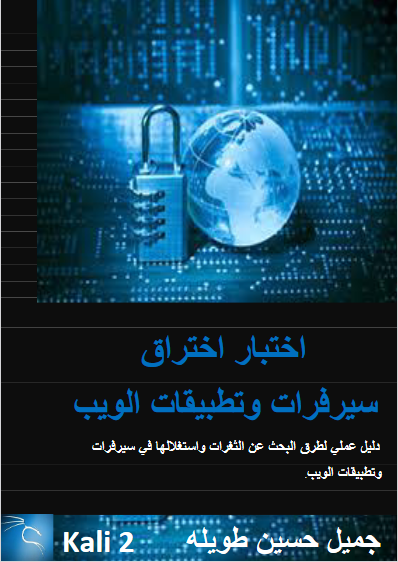 اختبار اختراق
سيرفرات وتطبيقات الويب
دليل عملي لطرق البحث عن الثغرات واستغلالها في سيرفرات
وتطبيقات الويب.
جميل حسين طويله
Kali 2